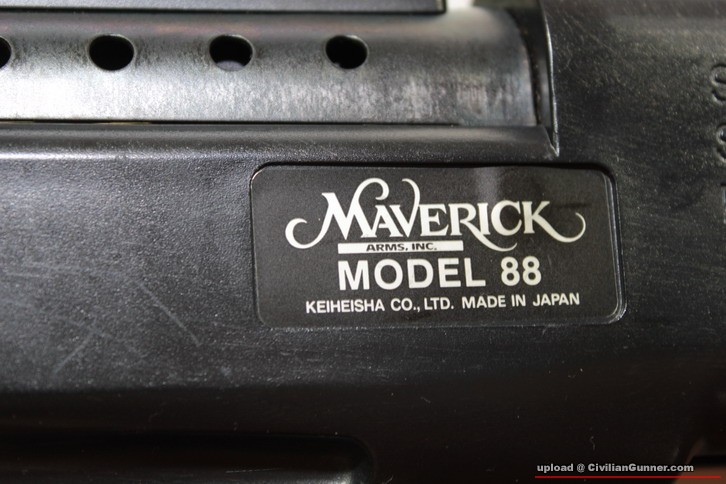 MAVERICK
ARMS, INC.
MODEL 88
KEIHEISHA CO., LTD. MADE IN JAPAN
upload @ CivilianGunner.com